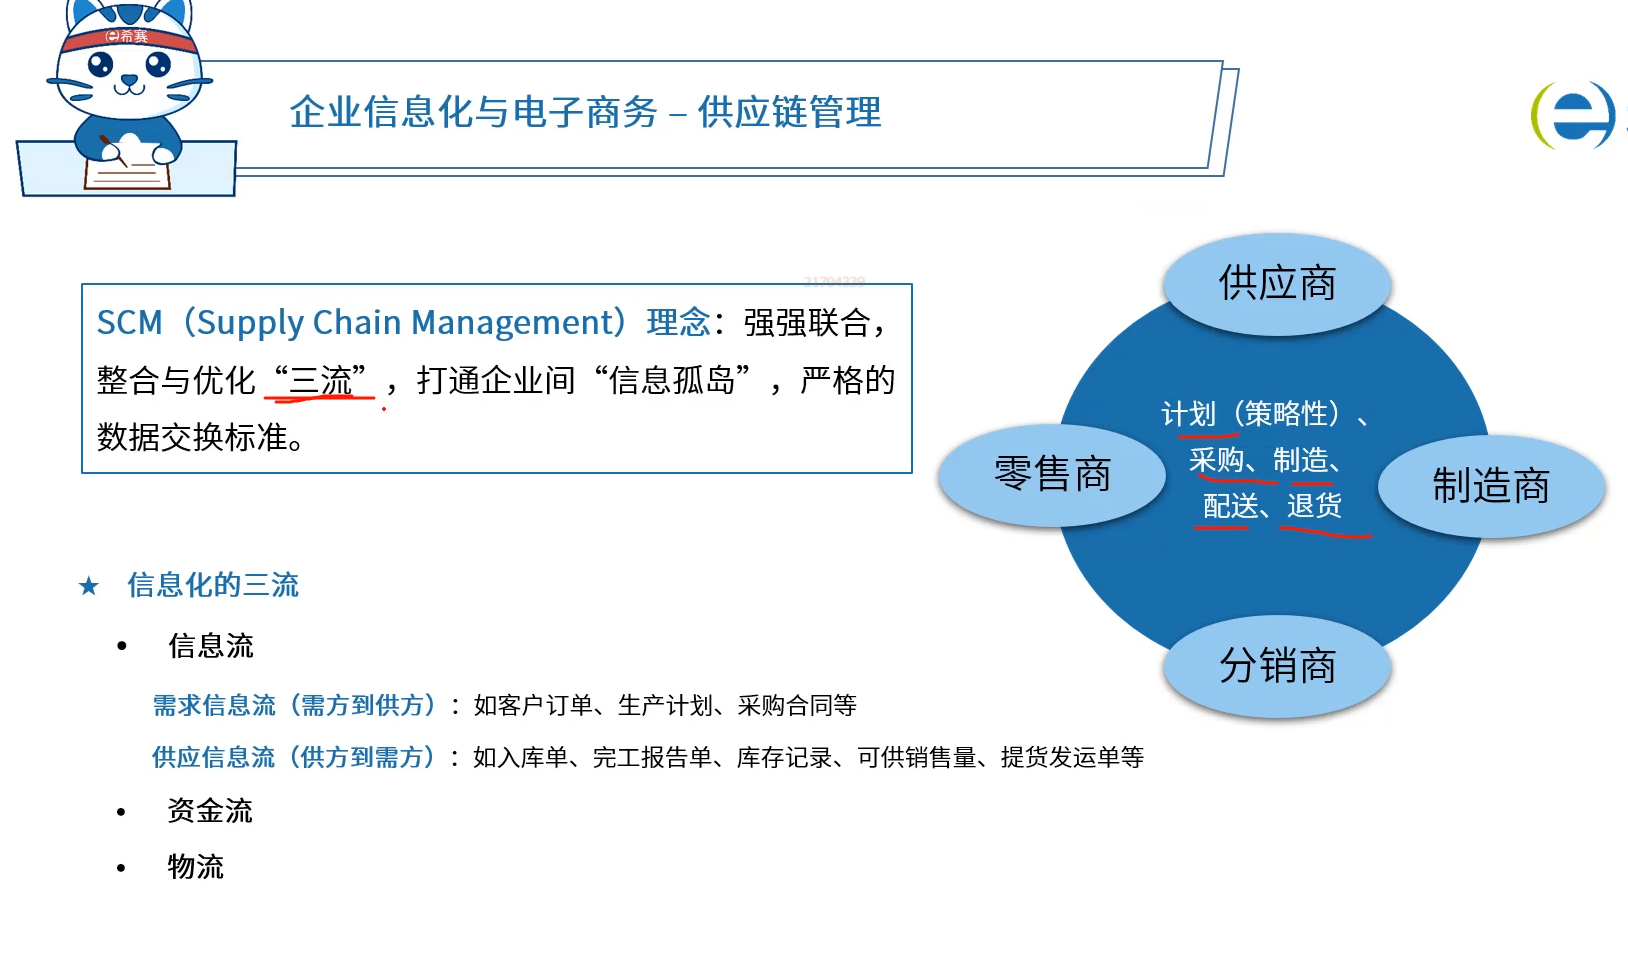 希赛
企业信息化与电子商务 – 供应链管理
21704339
SCM（Supply Chain Management）理念：强强联合，
整合与优化“三流”，打通企业间“信息孤岛”，严格的
数据交换标准。
供应商
零售商
制造商
分销商
计划（策略性）、
采购、制造、
配送、退货
★ 信息化的三流
• 信息流
需求信息流（需方到供方）：如客户订单、生产计划、采购合同等
供应信息流（供方到需方）：如入库单、完工报告单、库存记录、可供销售量、提货发运单等
• 资金流
• 物流